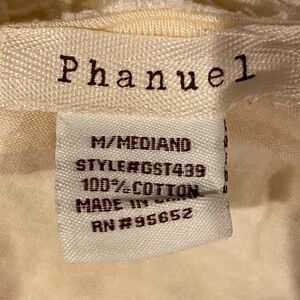 Phanuel
M/MEDIAND
STYLE#GST439
100% COTTON
MADE IN
RN #95652